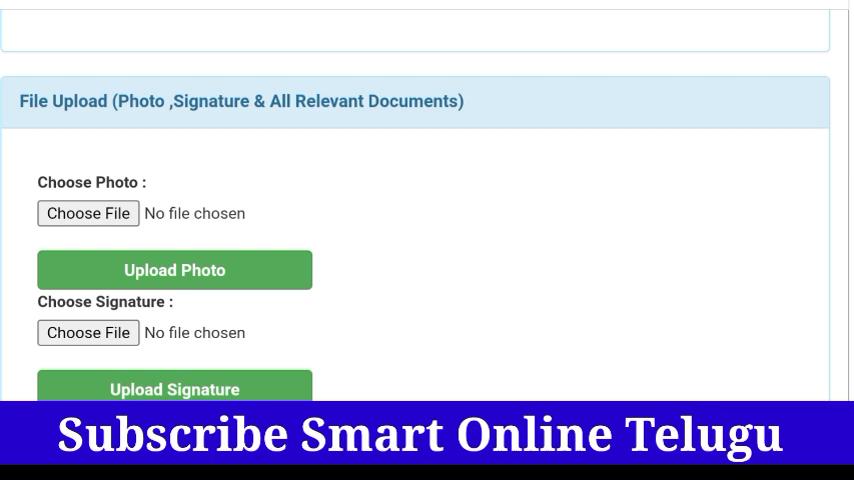 File Upload (Photo ,Signature & All Relevant Documents)
Choose Photo :
Choose File No file chosen
Upload Photo
Choose Signature :
Choose File No file chosen
Upload Signature
Subscribe Smart Online Telugu